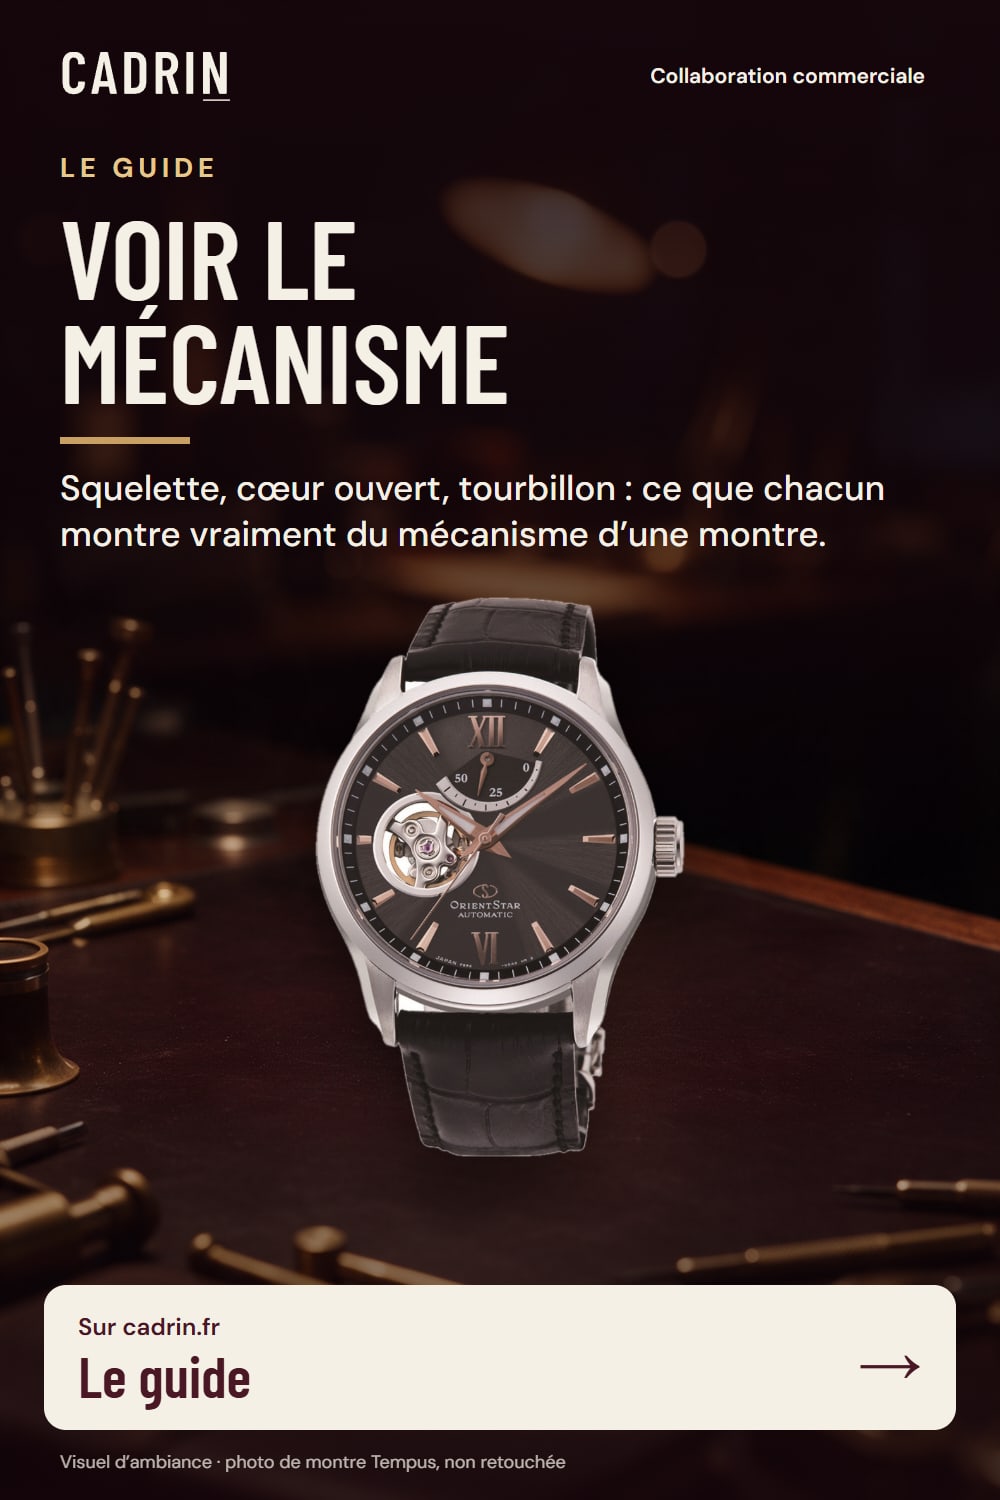 CADRIN
Collaboration commerciale
LE GUIDE
VOIR LE
MÉCANISME
Squelette, cœur ouvert, tourbillon : ce que chacun
montre vraiment du mécanisme d’une montre.
XII
50
0
25
ORIENTSTAR
AUTOMATIC
VI
JAPAN
Sur cadrin.fr
Le guide
Visuel d’ambiance · photo de montre Tempus, non retouchée